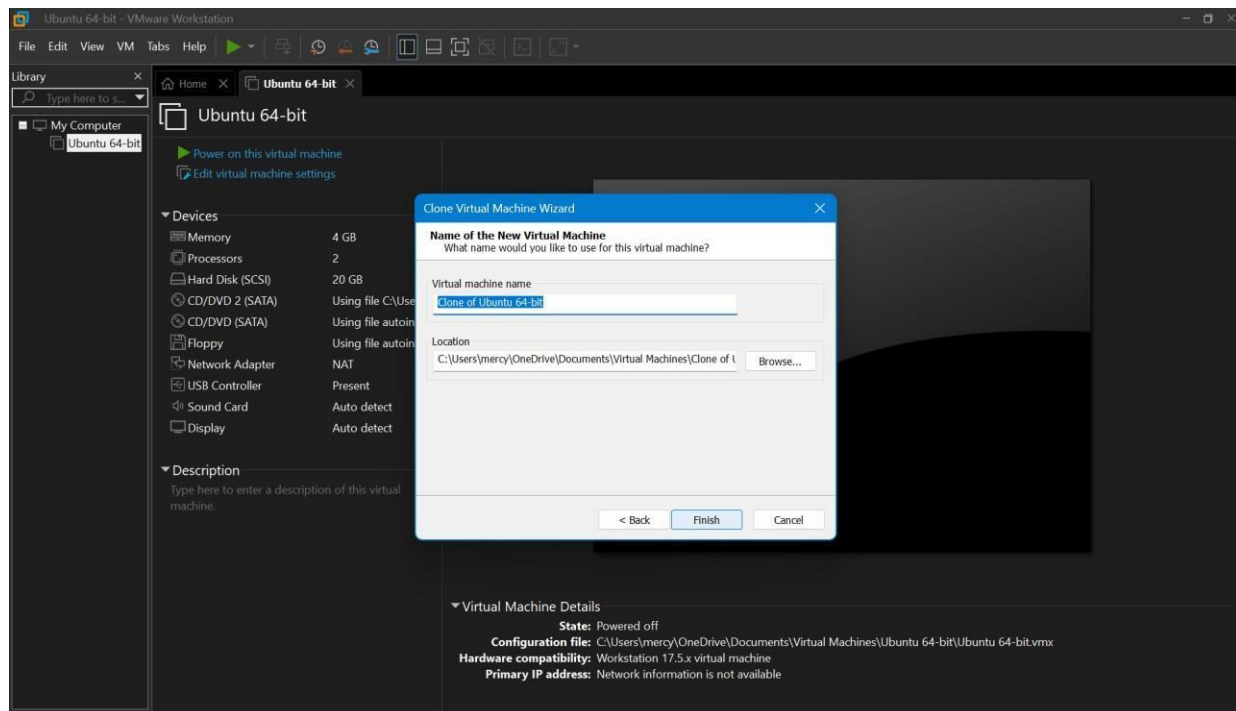 Ubuntu 64-bit - VMware Workstation
File Edit View VM Tabs Help
Library
Type here to s...
My Computer
Ubuntu 64-bit
Home
Ubuntu 64-bit
Ubuntu 64-bit
Power on this virtual machine
Edit virtual machine settings
Devices
Memory 4 GB
Processors 2
Hard Disk (SCSI) 20 GB
CD/DVD 2 (SATA) Using file C:\Use
CD/DVD (SATA) Using file autoin
Floppy Using file autoin
Network Adapter NAT
USB Controller Present
Sound Card Auto detect
Display Auto detect
Description
Type here to enter a description of this virtual
machine.
Clone Virtual Machine Wizard
Name of the New Virtual Machine
What name would you like to use for this virtual machine?
Virtual machine name
Clone of Ubuntu 64-bit
Location
C:\Users\mercy\OneDrive\Documents\Virtual Machines\Clone of U
Browse...
< Back Finish Cancel
Virtual Machine Details
State: Powered off
Configuration file: C:\Users\mercy\OneDrive\Documents\Virtual Machines\Ubuntu 64-bit\Ubuntu 64-bit.vmx
Hardware compatibility: Workstation 17.5.x virtual machine
Primary IP address: Network information is not available